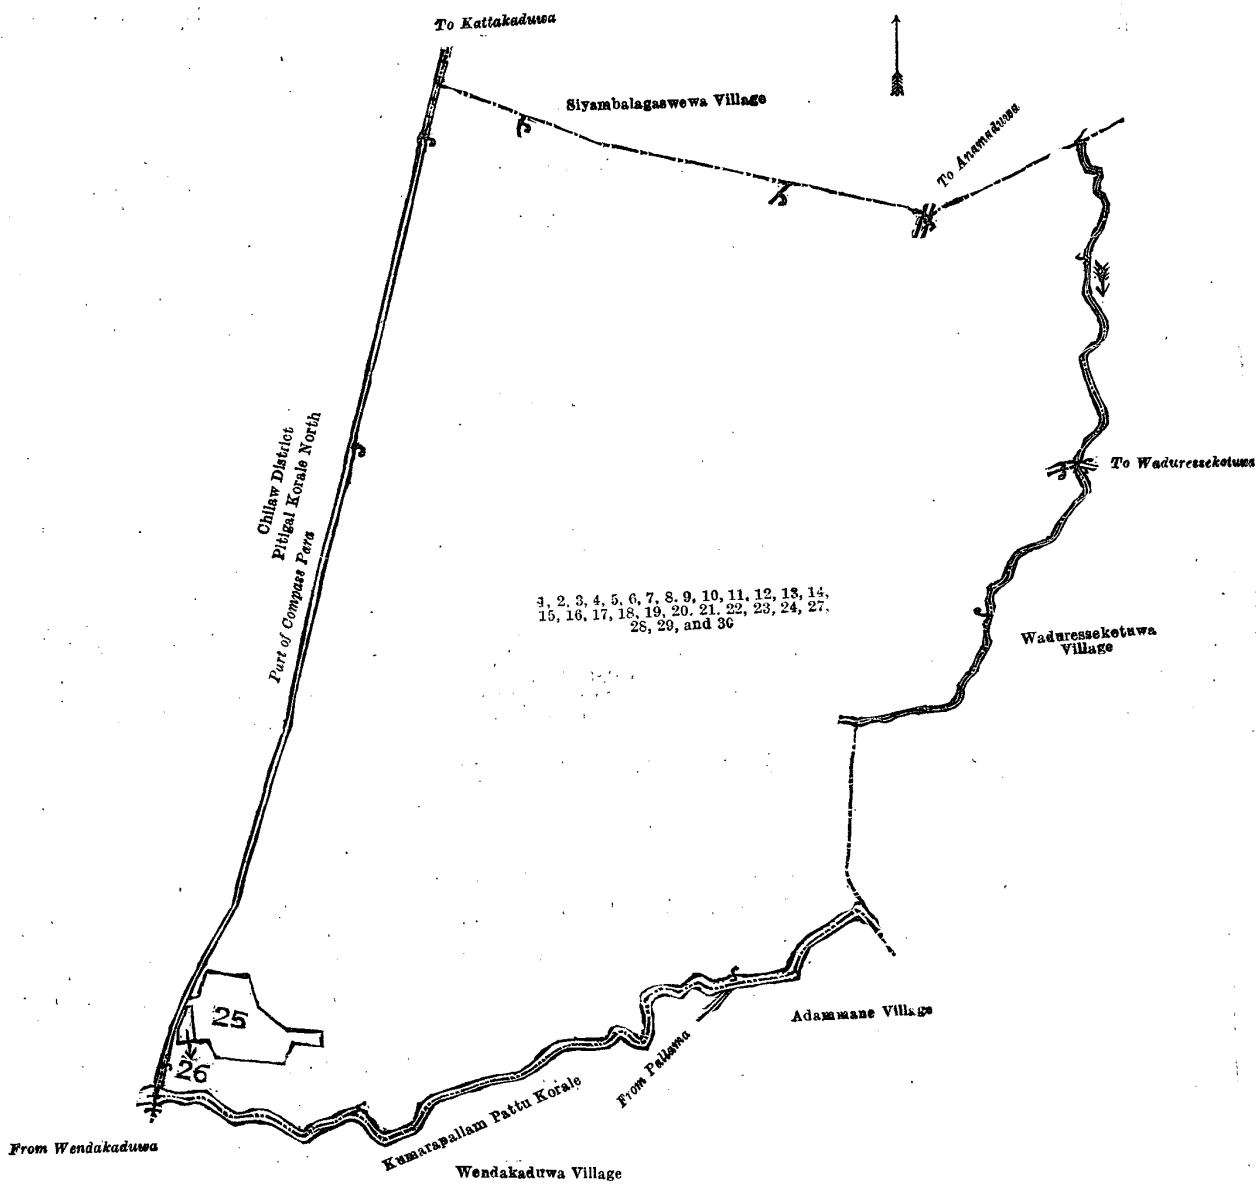 To Kattakaduwa
Siyambalagaswewa Village
To Anamaduwa
Chilaw District
Pitigal Korale North
Part of Compass Para
To Waduressekotuwa
1, 2, 3, 4, 5, 6, 7, 8. 9, 10, 11, 12, 13, 14,
15, 16, 17, 18, 19, 20. 21. 22, 23, 24, 27,
28, 29, and 30
Waduressekotuwa
Village
25
26
Adammane Village
From Pallama
Kumarapallam Pattu Korale
From Wendakaduwa
Wendakaduwa Village